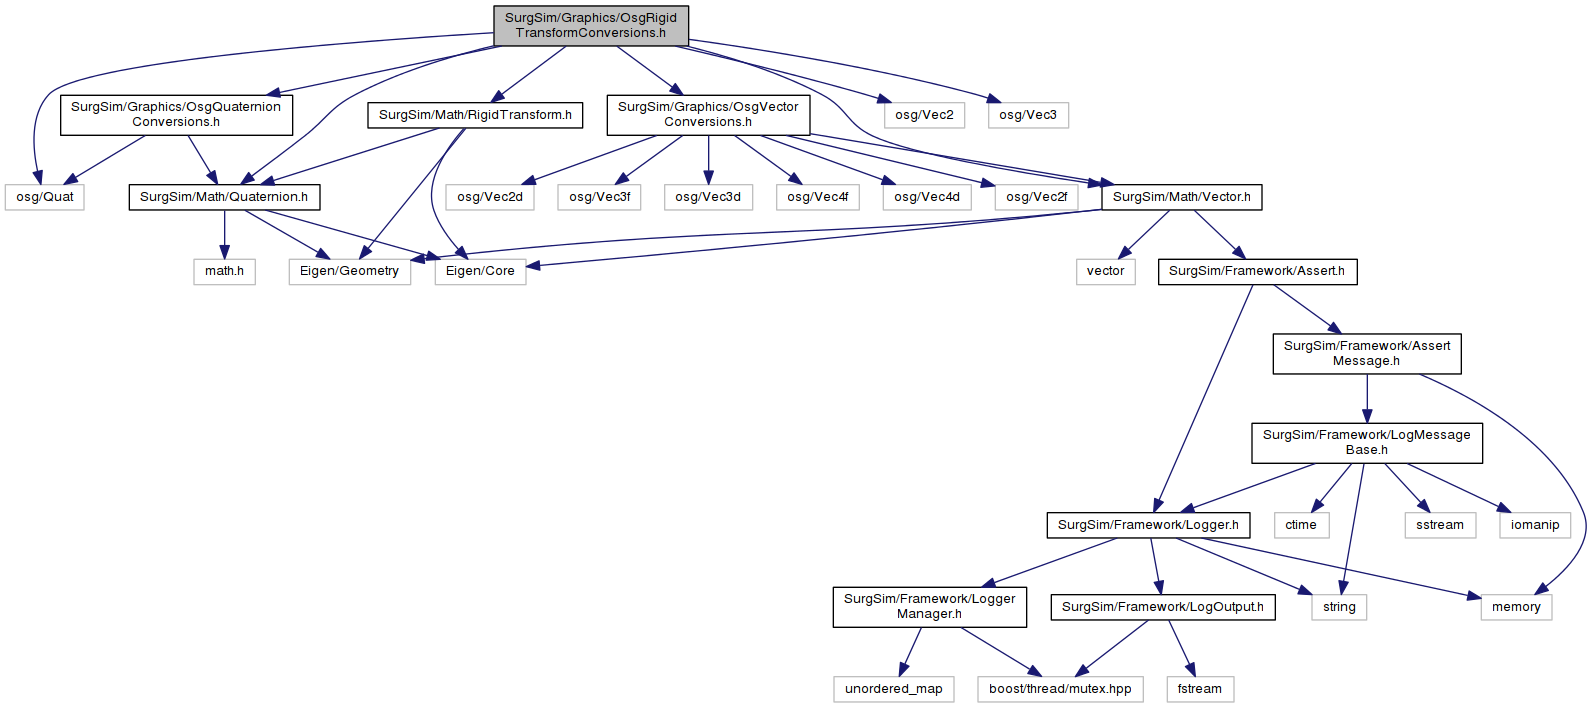 SurgSim/Graphics/OsgRigid
TransformConversions.h
SurgSim/Graphics/OsgQuaternion
Conversions.h
SurgSim/Math/RigidTransform.h
SurgSim/Graphics/OsgVector
Conversions.h
osg/Vec2
osg/Vec3
osg/Quat
SurgSim/Math/Quaternion.h
osg/Vec2d
osg/Vec3f
osg/Vec3d
osg/Vec4f
osg/Vec4d
osg/Vec2f
SurgSim/Math/Vector.h
math.h
Eigen/Geometry
Eigen/Core
vector
SurgSim/Framework/Assert.h
SurgSim/Framework/Assert
Message.h
SurgSim/Framework/LogMessage
Base.h
SurgSim/Framework/Logger.h
ctime
sstream
iomanip
SurgSim/Framework/Logger
Manager.h
SurgSim/Framework/LogOutput.h
string
memory
unordered_map
boost/thread/mutex.hpp
fstream